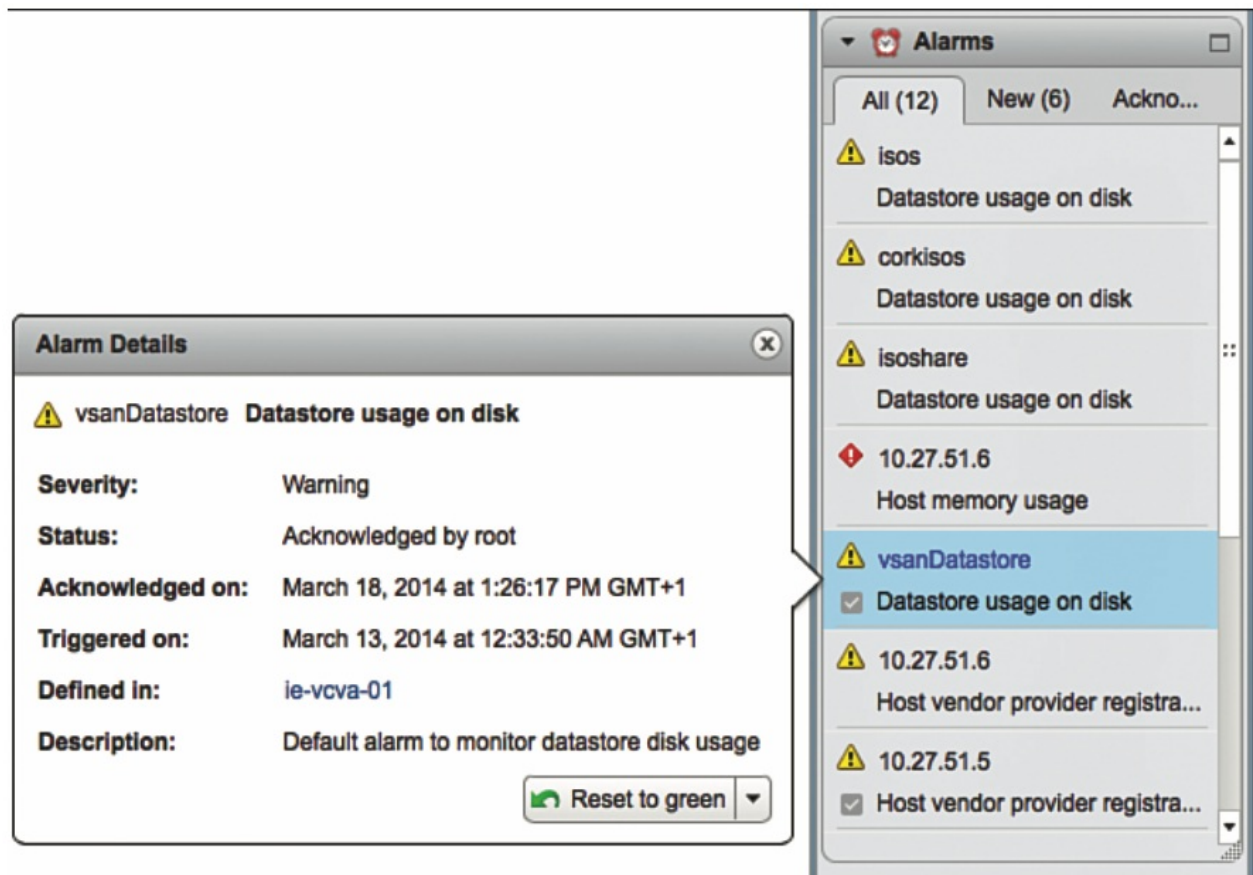 Alarms
All (12) New (6) Ackno...
isos
Datastore usage on disk
corkisos
Datastore usage on disk
isoshare
Datastore usage on disk
10.27.51.6
Host memory usage
vsanDatastore
Datastore usage on disk
10.27.51.6
Host vendor provider registra...
10.27.51.5
Host vendor provider registra...
Alarm Details
vsanDatastore Datastore usage on disk
Severity: Warning
Status: Acknowledged by root
Acknowledged on: March 18, 2014 at 1:26:17 PM GMT+1
Triggered on: March 13, 2014 at 12:33:50 AM GMT+1
Defined in: ie-vcva-01
Description: Default alarm to monitor datastore disk usage
Reset to green